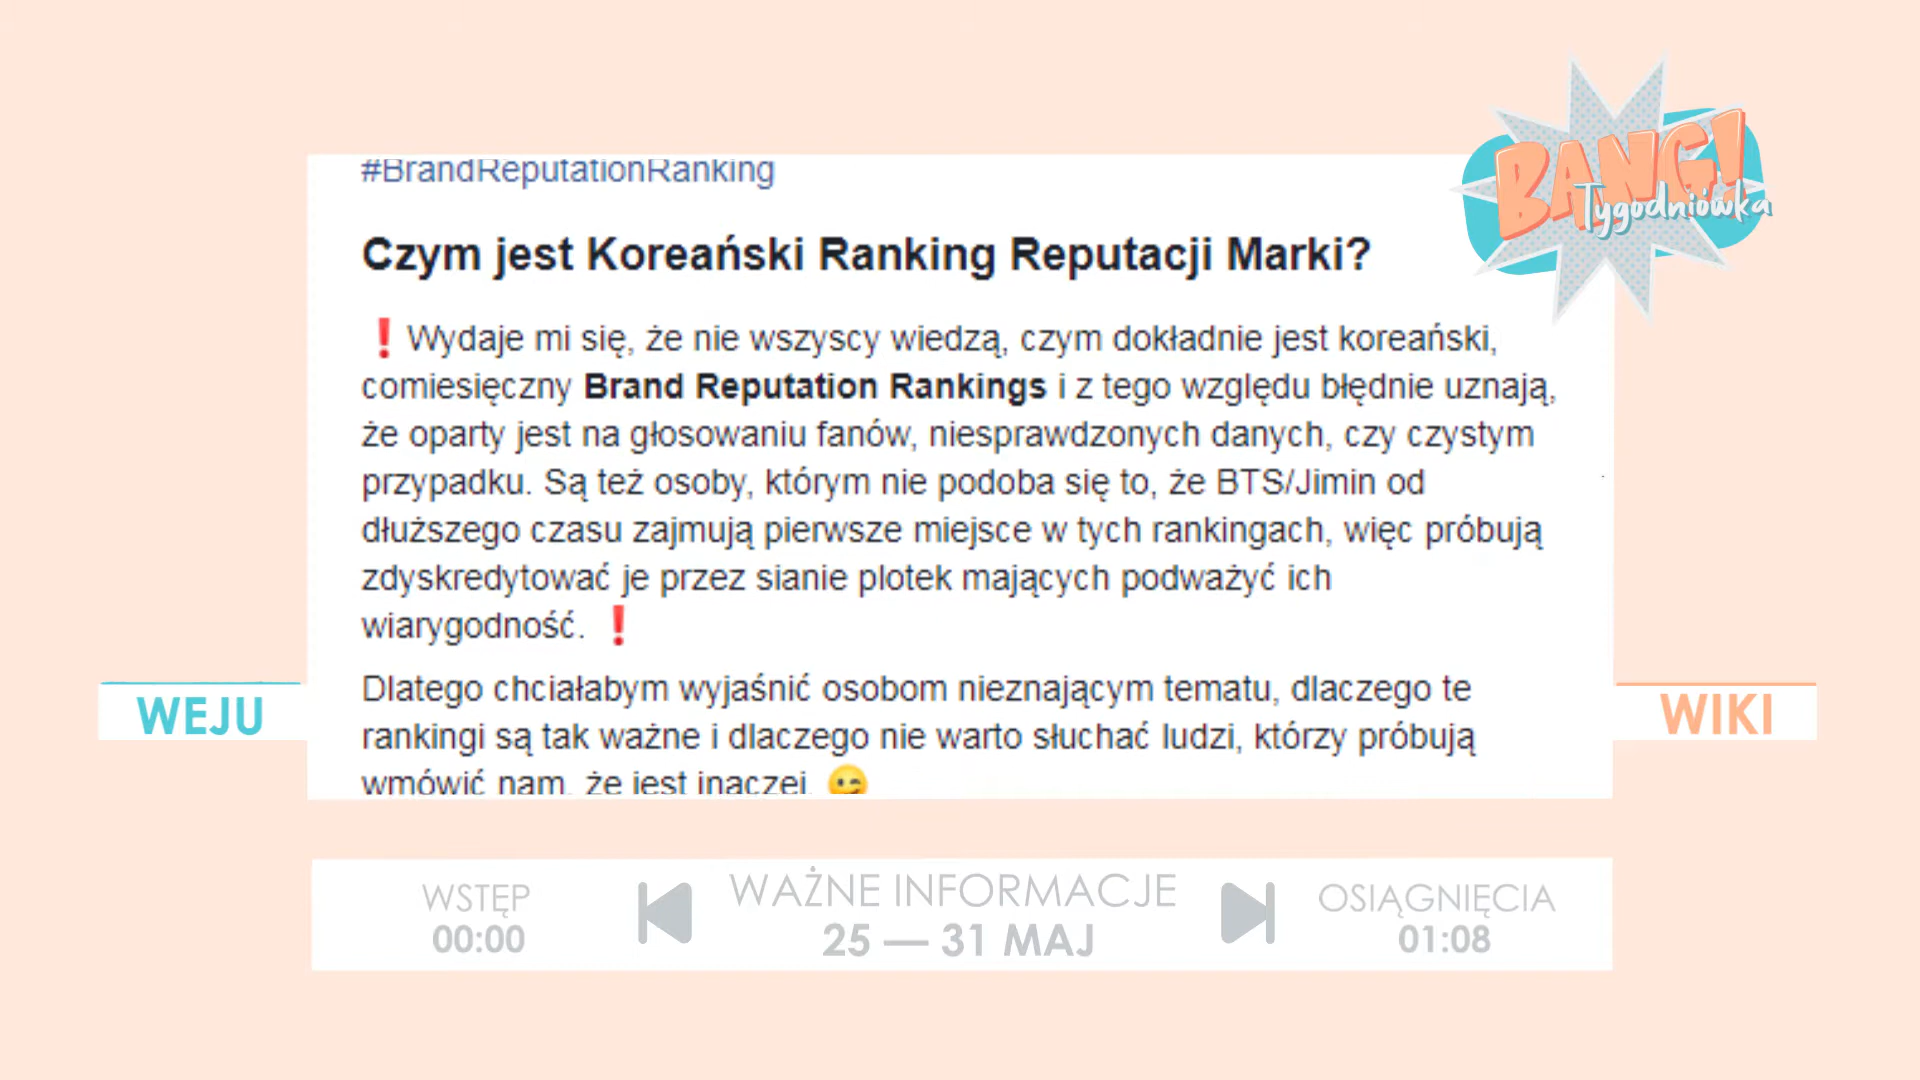 #BrandReputationRanking
BANG!
Tygodniówka
Czym jest Koreański Ranking Reputacji Marki?
❗Wydaje mi się, że nie wszyscy wiedzą, czym dokładnie jest koreański,
comiesięczny Brand Reputation Rankings i z tego względu błędnie uznają,
że oparty jest na głosowaniu fanów, niesprawdzonych danych, czy czystym
przypadku. Są też osoby, którym nie podoba się to, że BTS/Jimin od
dłuższego czasu zajmują pierwsze miejsce w tych rankingach, więc próbują
zdyskredytować je przez sianie plotek mających podważyć ich
wiarygodność. ❗
Dlatego chciałabym wyjaśnić osobom nieznającym tematu, dlaczego te
rankingi są tak ważne i dlaczego nie warto słuchać ludzi, którzy próbują
wmówić nam, że jest inaczej. 😉
WEJU
WIKI
WSTĘP
00:00
WAŻNE INFORMACJE
25 — 31 MAJ
OSIĄGNIĘCIA
01:08